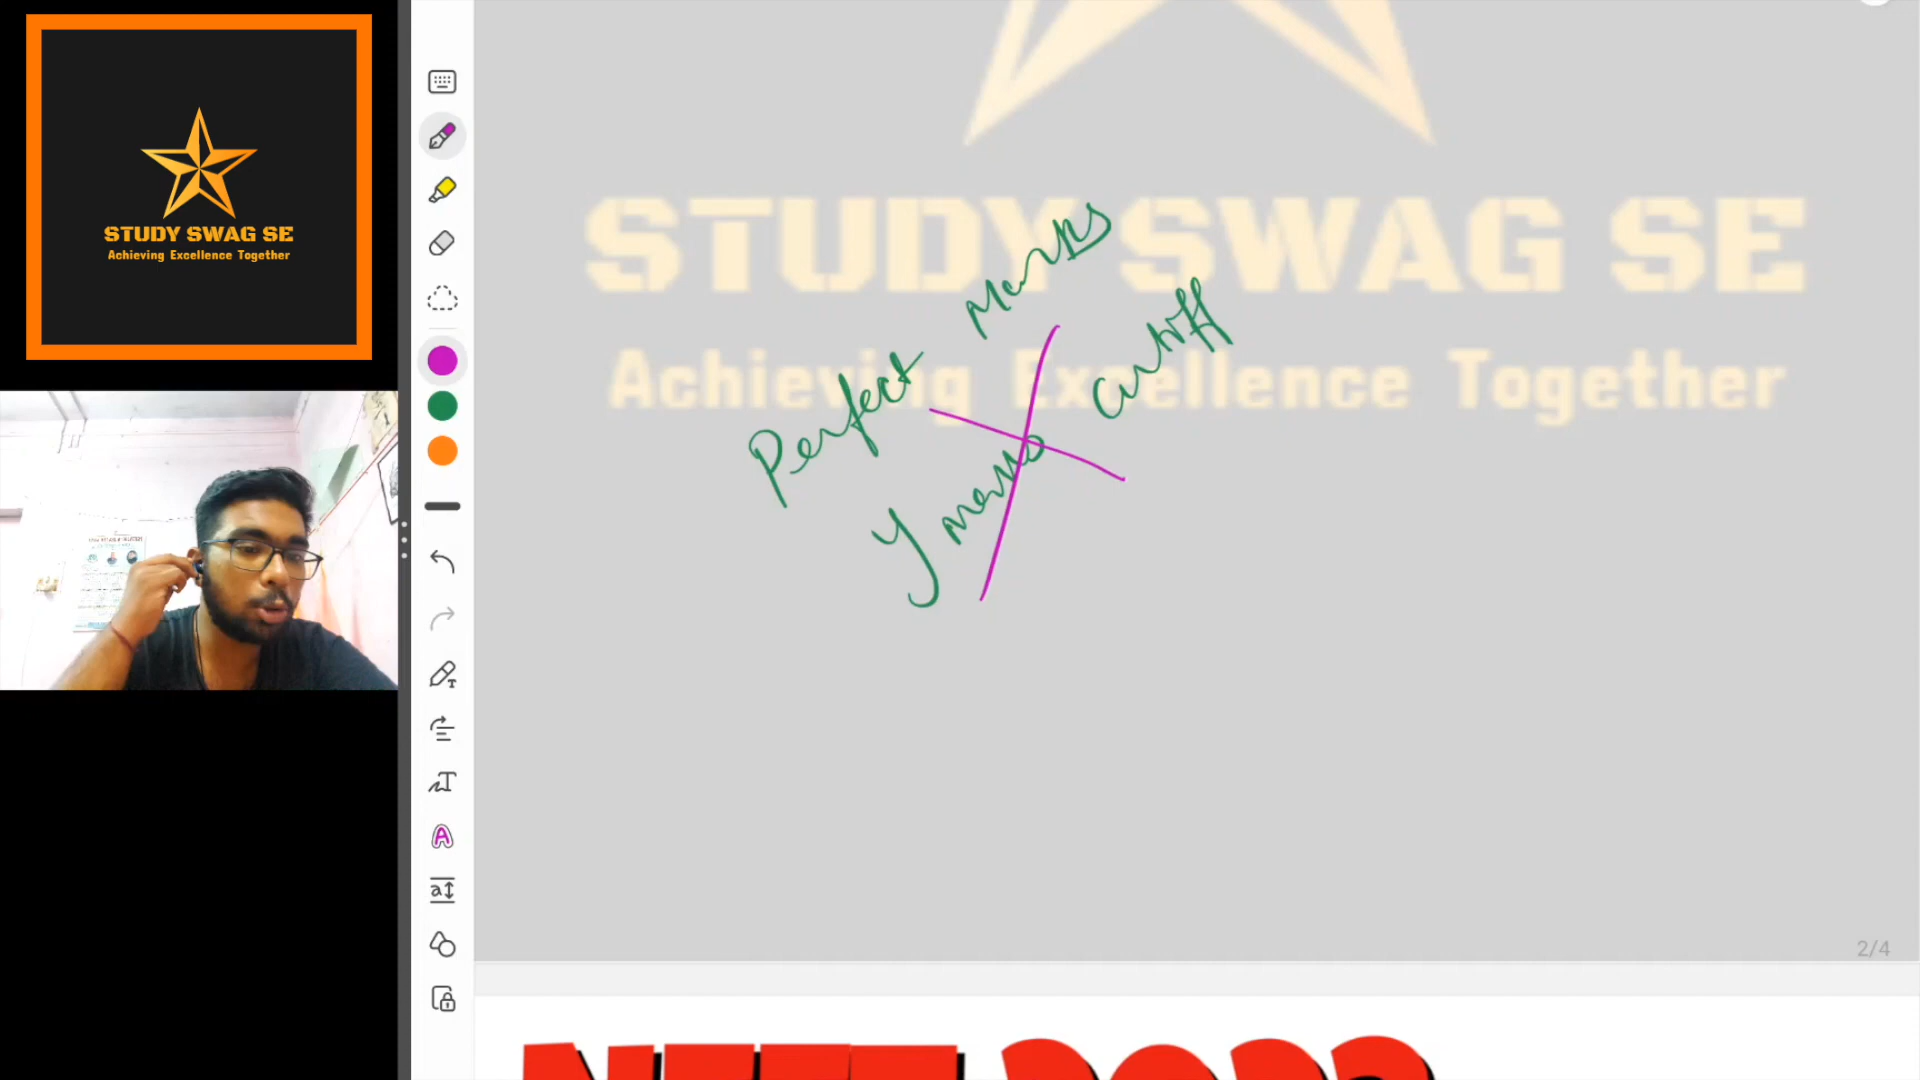 STUDY SWAG SE
Achieving Excellence Together
STUDY SWAG SE
Achieving Excellence Together
Perfect Marks
Y marks cutoff
2/4